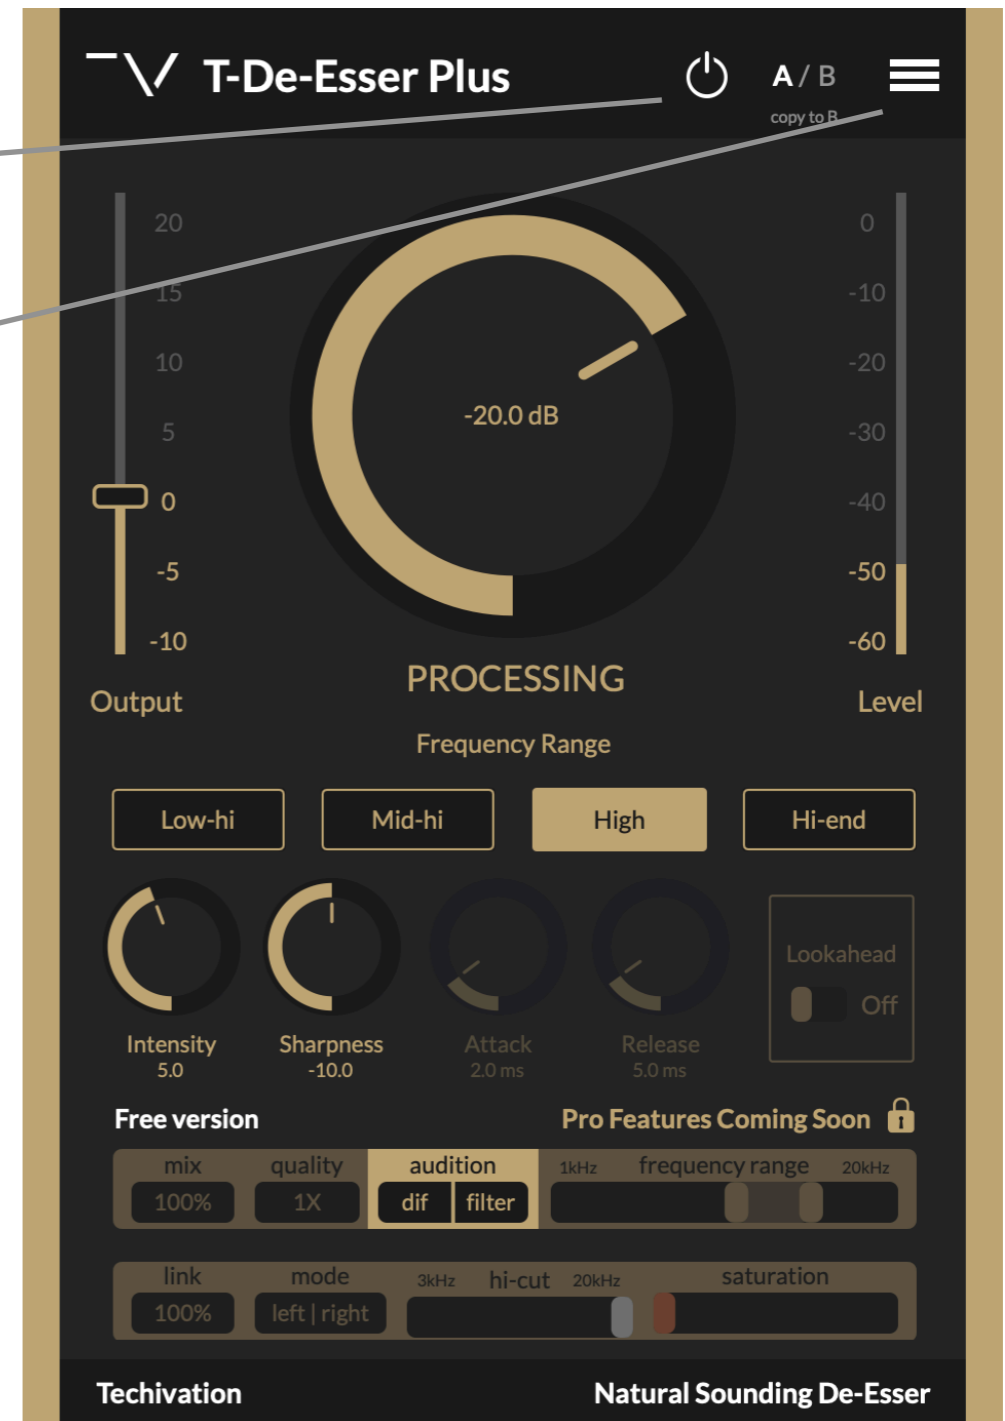 T-De-Esser Plus
A / B
copy to B
20
15
10
5
0
-5
-10
Output
-20.0 dB
PROCESSING
0
-10
-20
-30
-40
-50
-60
Level
Frequency Range
Low-hi Mid-hi High Hi-end
Intensity Sharpness Attack Release
5.0 -10.0 2.0 ms 5.0 ms
Lookahead
Off
Free version Pro Features Coming Soon
mix quality audition 1kHz frequency range 20kHz
100% 1X dif filter
link mode 3kHz hi-cut 20kHz saturation
100% left | right
Techivation Natural Sounding De-Esser